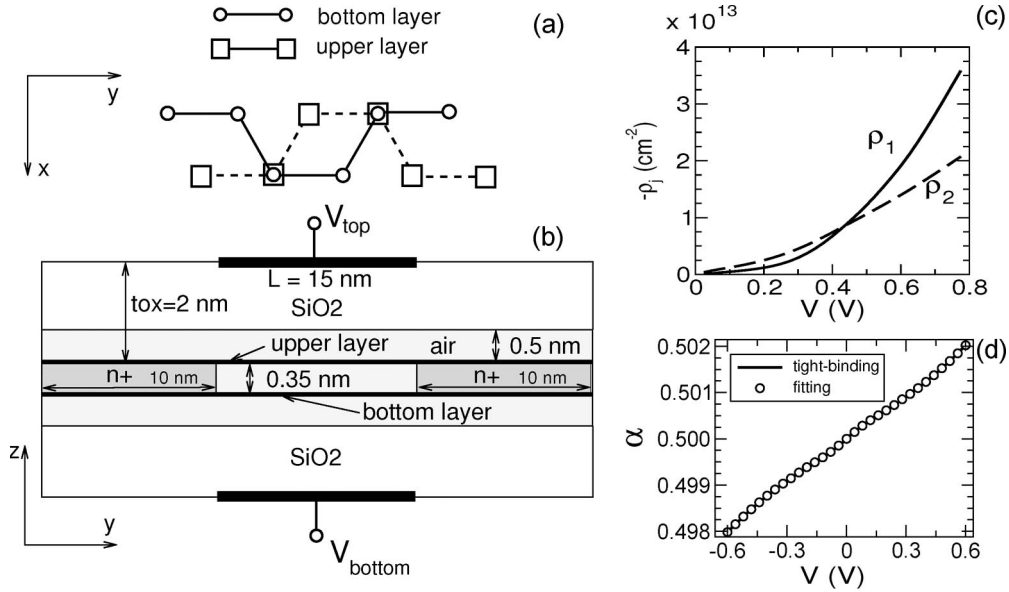 bottom layer
upper layer
(a)
y
x
V_top
(b)
L = 15 nm
tox=2 nm
SiO2
upper layer
air
0.5 nm
n+ 10 nm
0.35 nm
n+ 10 nm
bottom layer
SiO2
z
y
V_bottom
x 10^13
(c)
4
3
2
1
0
-ρ_j (cm^-2)
ρ_1
ρ_2
0 0.2 0.4 0.6 0.8
V (V)
(d)
0.502
0.501
0.500
0.499
0.498
α
tight-binding
fitting
-0.6 -0.3 0 0.3 0.6
V (V)